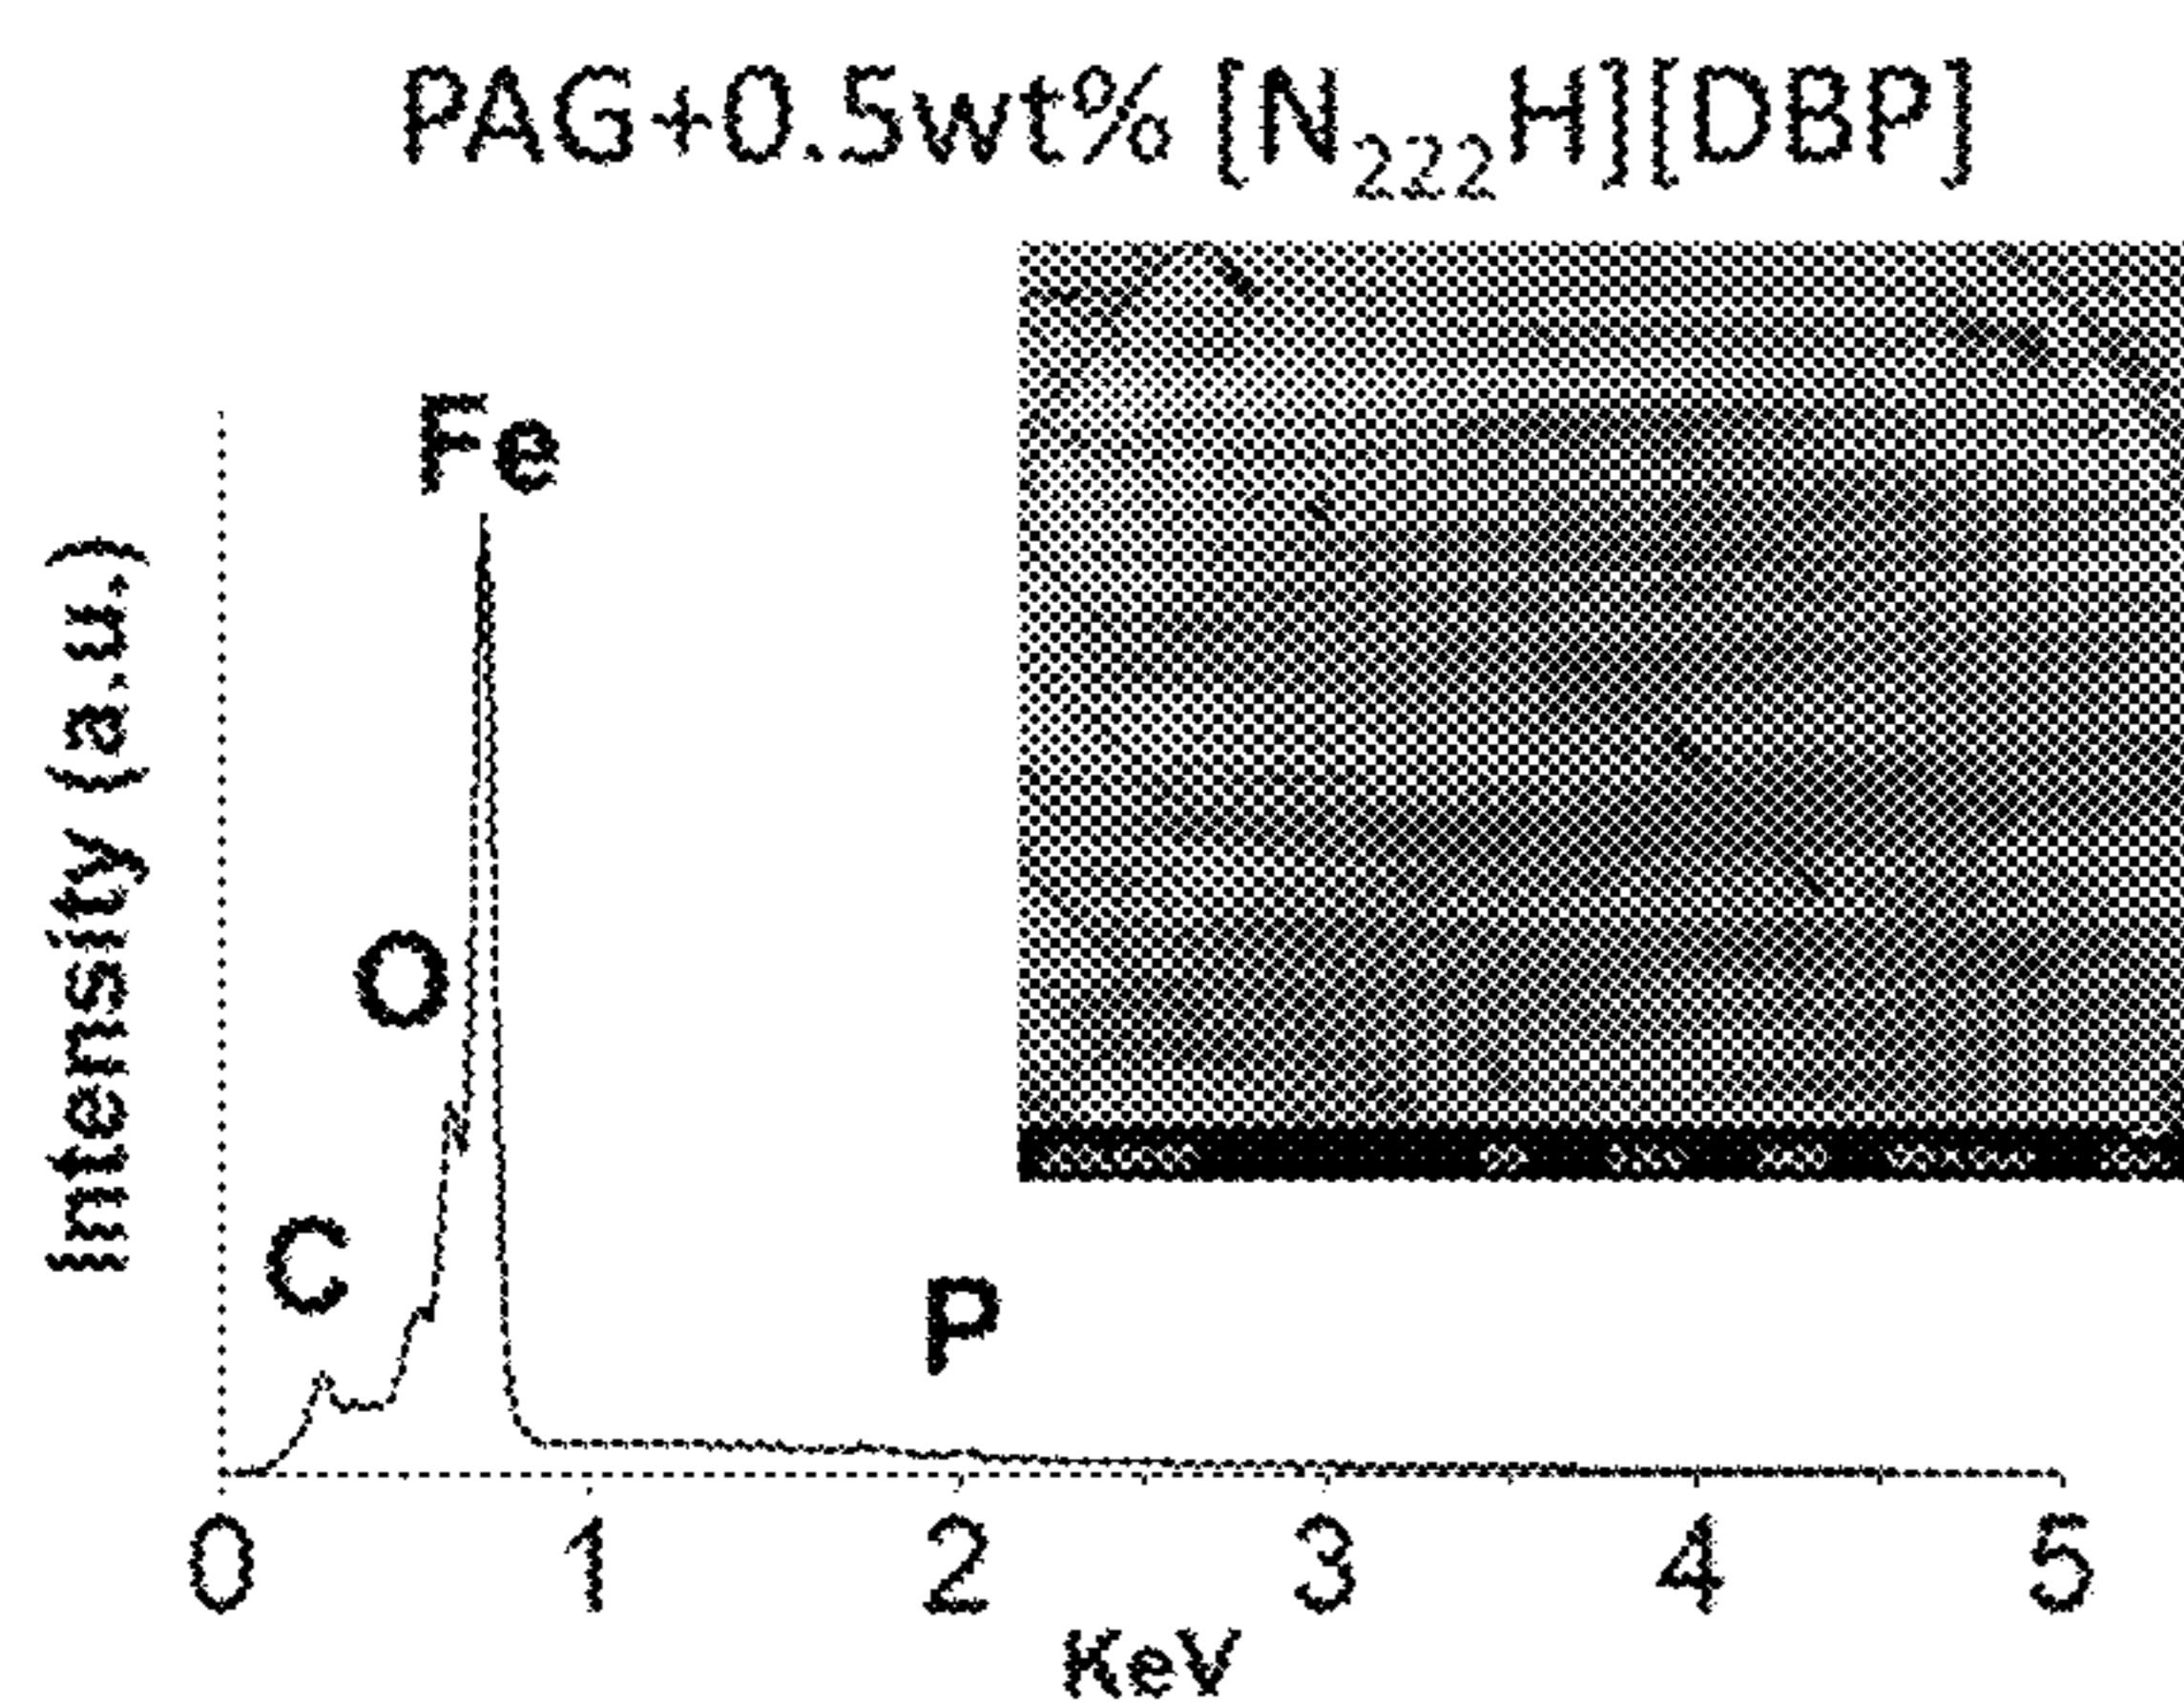 PAG+0.5wt% [N₂₂₂H][DBP]
Fe
Intensity (a.u.)
O
C
P
0 1 2 3 4 5
KeV